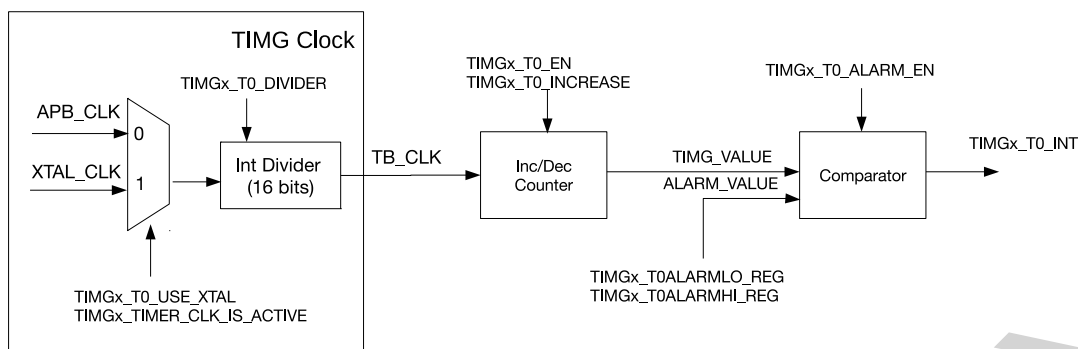 TIMG Clock
TIMGx_T0_DIVIDER
APB_CLK
0
XTAL_CLK
1
Int Divider
(16 bits)
TIMGx_T0_USE_XTAL
TIMGx_TIMER_CLK_IS_ACTIVE
TB_CLK
TIMGx_T0_EN
TIMGx_T0_INCREASE
Inc/Dec
Counter
TIMG_VALUE
ALARM_VALUE
TIMGx_T0ALARMLO_REG
TIMGx_T0ALARMHI_REG
TIMGx_T0_ALARM_EN
Comparator
TIMGx_T0_INT